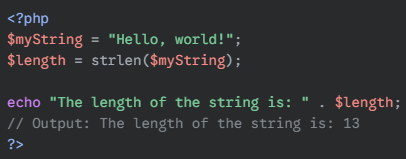 <?php
$myString = "Hello, world!";
$length = strlen($myString);
echo "The length of the string is: " . $length;
// Output: The length of the string is: 13
?>